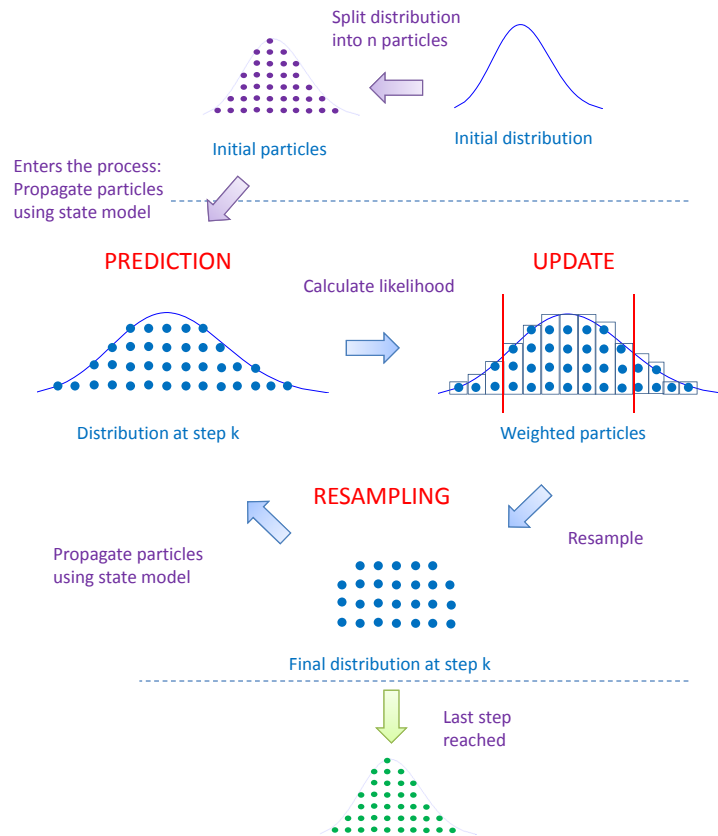 Split distribution
into n particles
Initial particles
Initial distribution
Enters the process:
Propagate particles
using state model
PREDICTION
UPDATE
Calculate likelihood
Distribution at step k
Weighted particles
RESAMPLING
Propagate particles
using state model
Resample
Final distribution at step k
Last step
reached